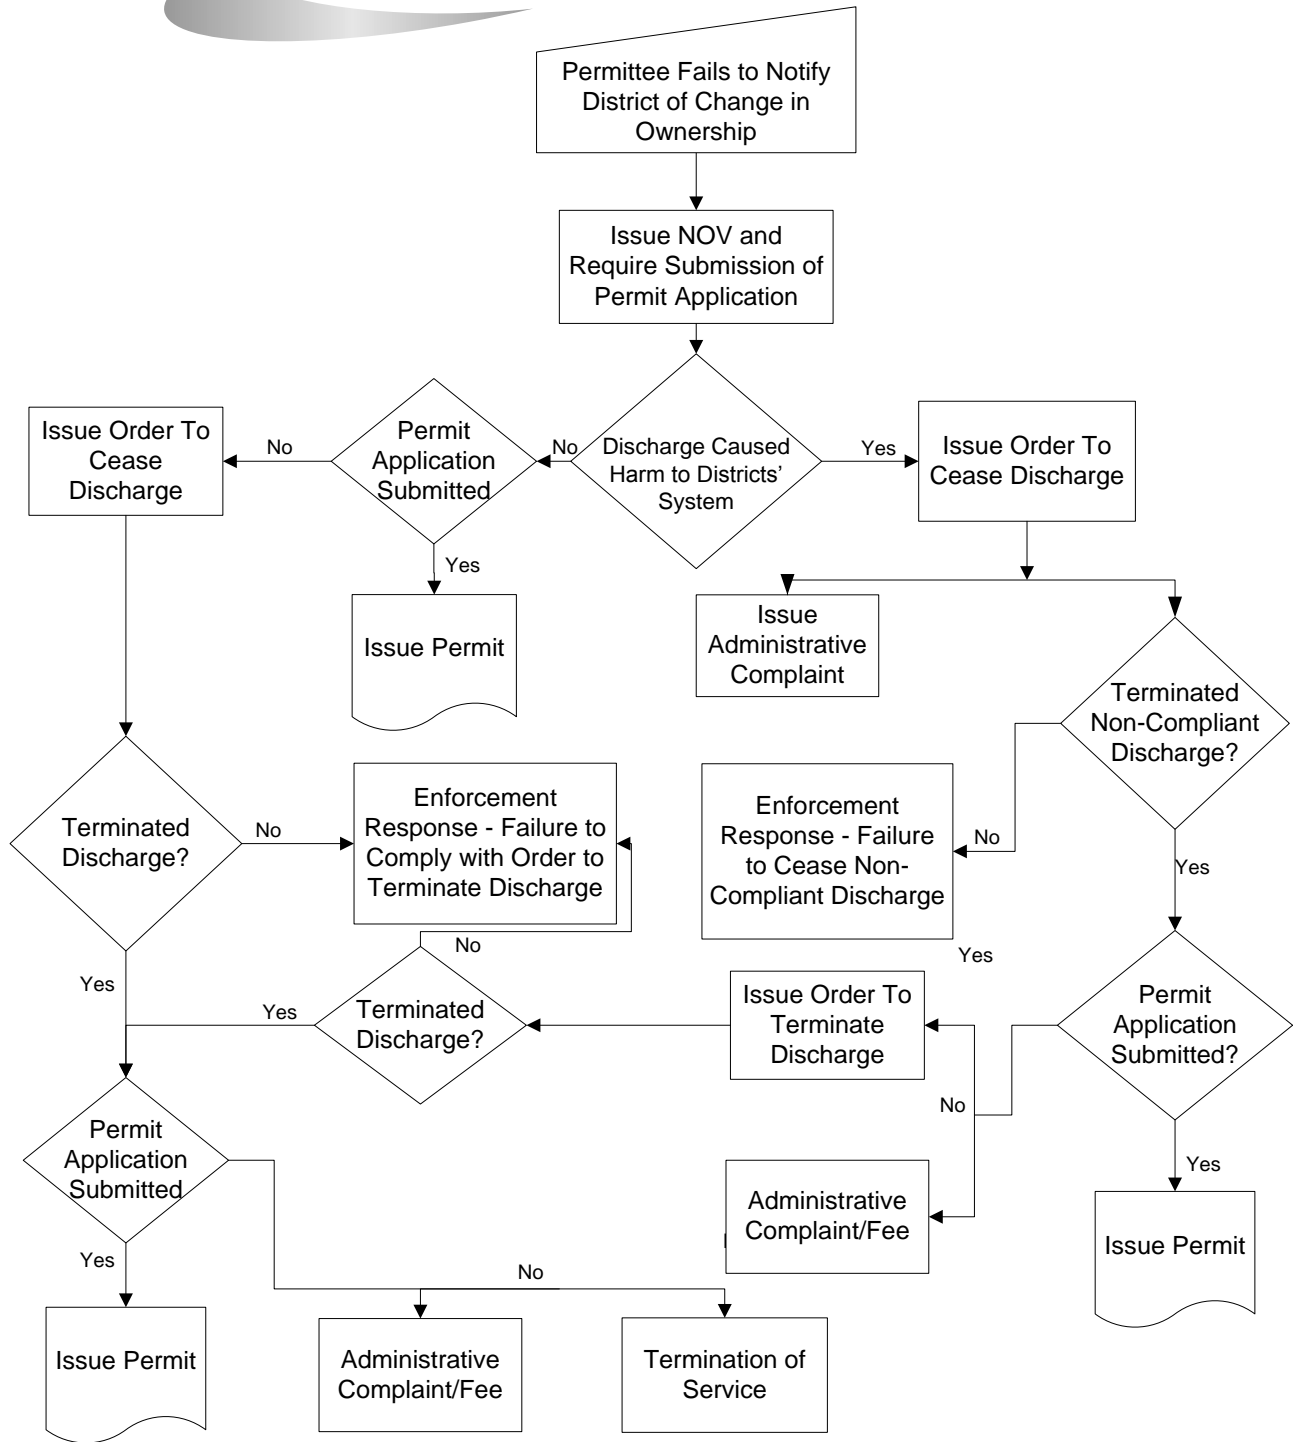 Permittee Fails to Notify
District of Change in
Ownership
Issue NOV and
Require Submission of
Permit Application
Issue Order To
Cease
Discharge
No
Permit
Application
Submitted
No
Discharge Caused
Harm to Districts’
System
Yes
Issue Order To
Cease Discharge
Yes
Issue Permit
Issue
Administrative
Complaint
Terminated
Non-Compliant
Discharge?
Terminated
Discharge?
No
Enforcement
Response - Failure to
Comply with Order to
Terminate Discharge
Enforcement
Response - Failure
to Cease Non-
Compliant Discharge
No
Yes
No
Yes
Yes
Yes
Terminated
Discharge?
Issue Order To
Terminate
Discharge
Permit
Application
Submitted?
No
Permit
Application
Submitted
Administrative
Complaint/Fee
Yes
Issue Permit
Yes
No
Issue Permit
Administrative
Complaint/Fee
Termination of
Service